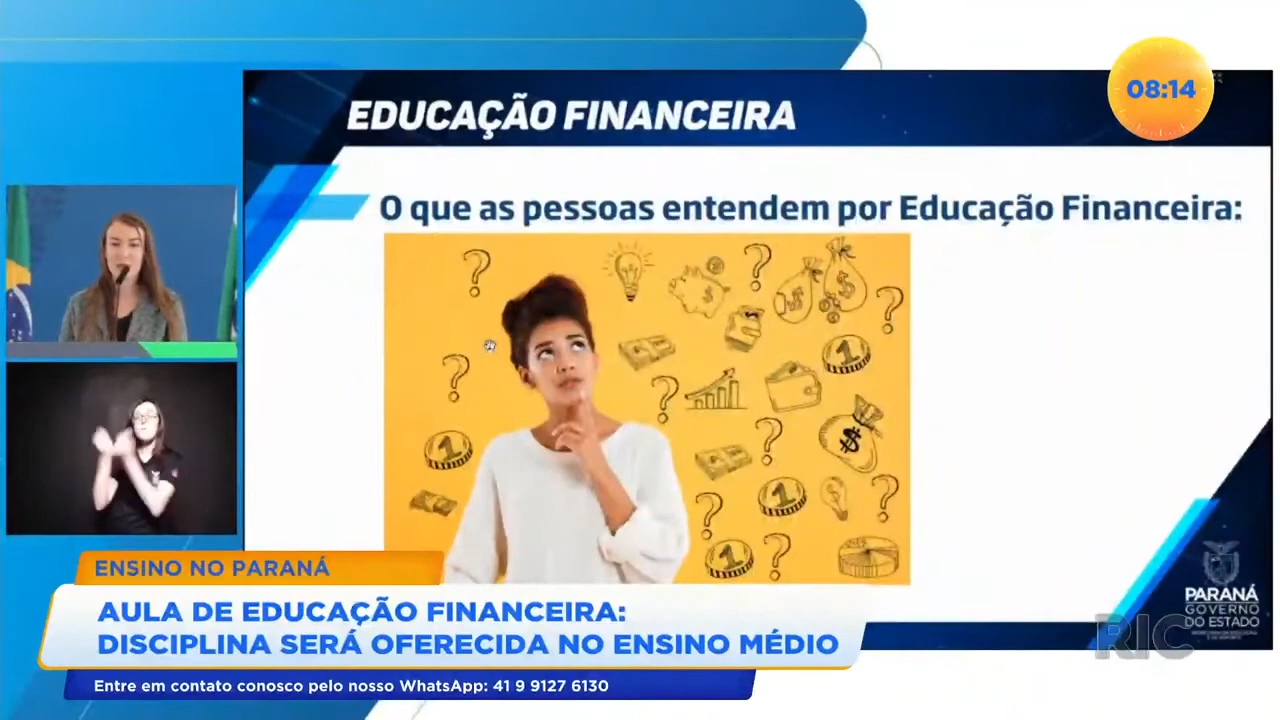 08:14
EDUCAÇÃO FINANCEIRA
O que as pessoas entendem por Educação Financeira:
ENSINO NO PARANÁ
AULA DE EDUCAÇÃO FINANCEIRA:
DISCIPLINA SERÁ OFERECIDA NO ENSINO MÉDIO
Entre em contato conosco pelo nosso WhatsApp: 41 9 9127 6130
PARANÁ
GOVERNO
DO ESTADO
RIC